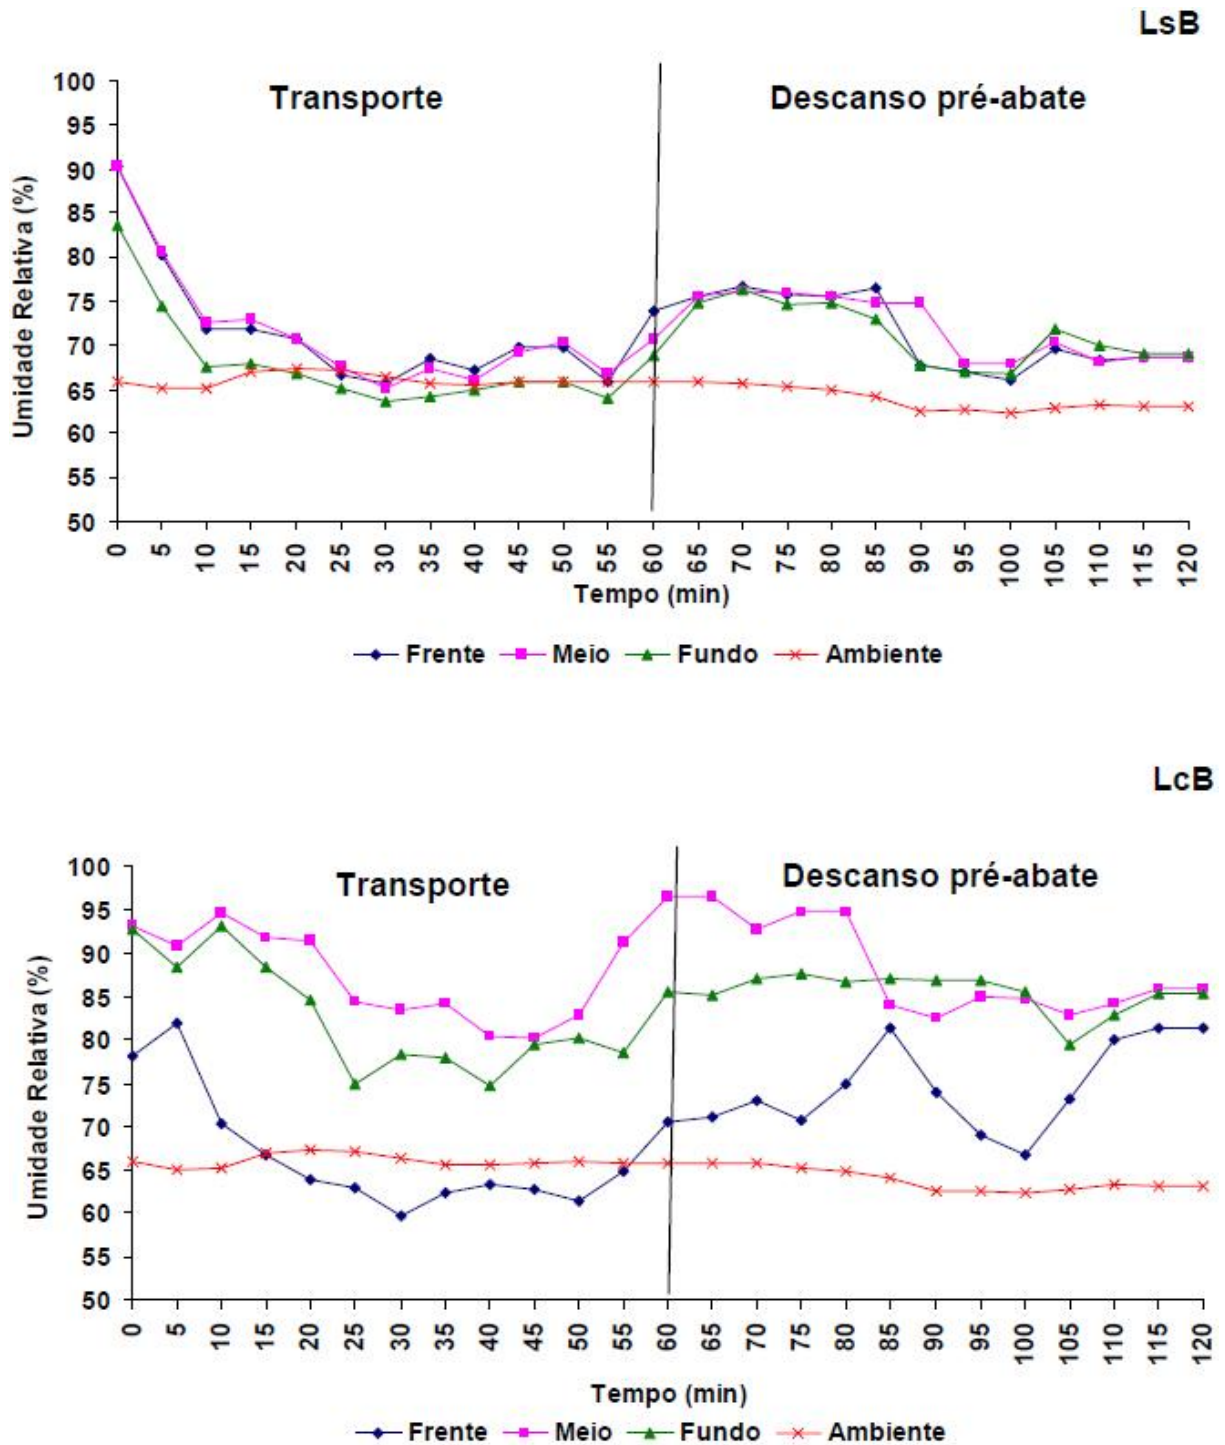 LsB
Transporte
Descanso pré-abate
Umidade Relativa (%)
100
95
90
85
80
75
70
65
60
55
50
0 5 10 15 20 25 30 35 40 45 50 55 60 65 70 75 80 85 90 95 100 105 110 115 120
Tempo (min)
Frente Meio Fundo Ambiente
LcB
Transporte
Descanso pré-abate
Umidade Relativa (%)
100
95
90
85
80
75
70
65
60
55
50
0 5 10 15 20 25 30 35 40 45 50 55 60 65 70 75 80 85 90 95 100 105 110 115 120
Tempo (min)
Frente Meio Fundo Ambiente